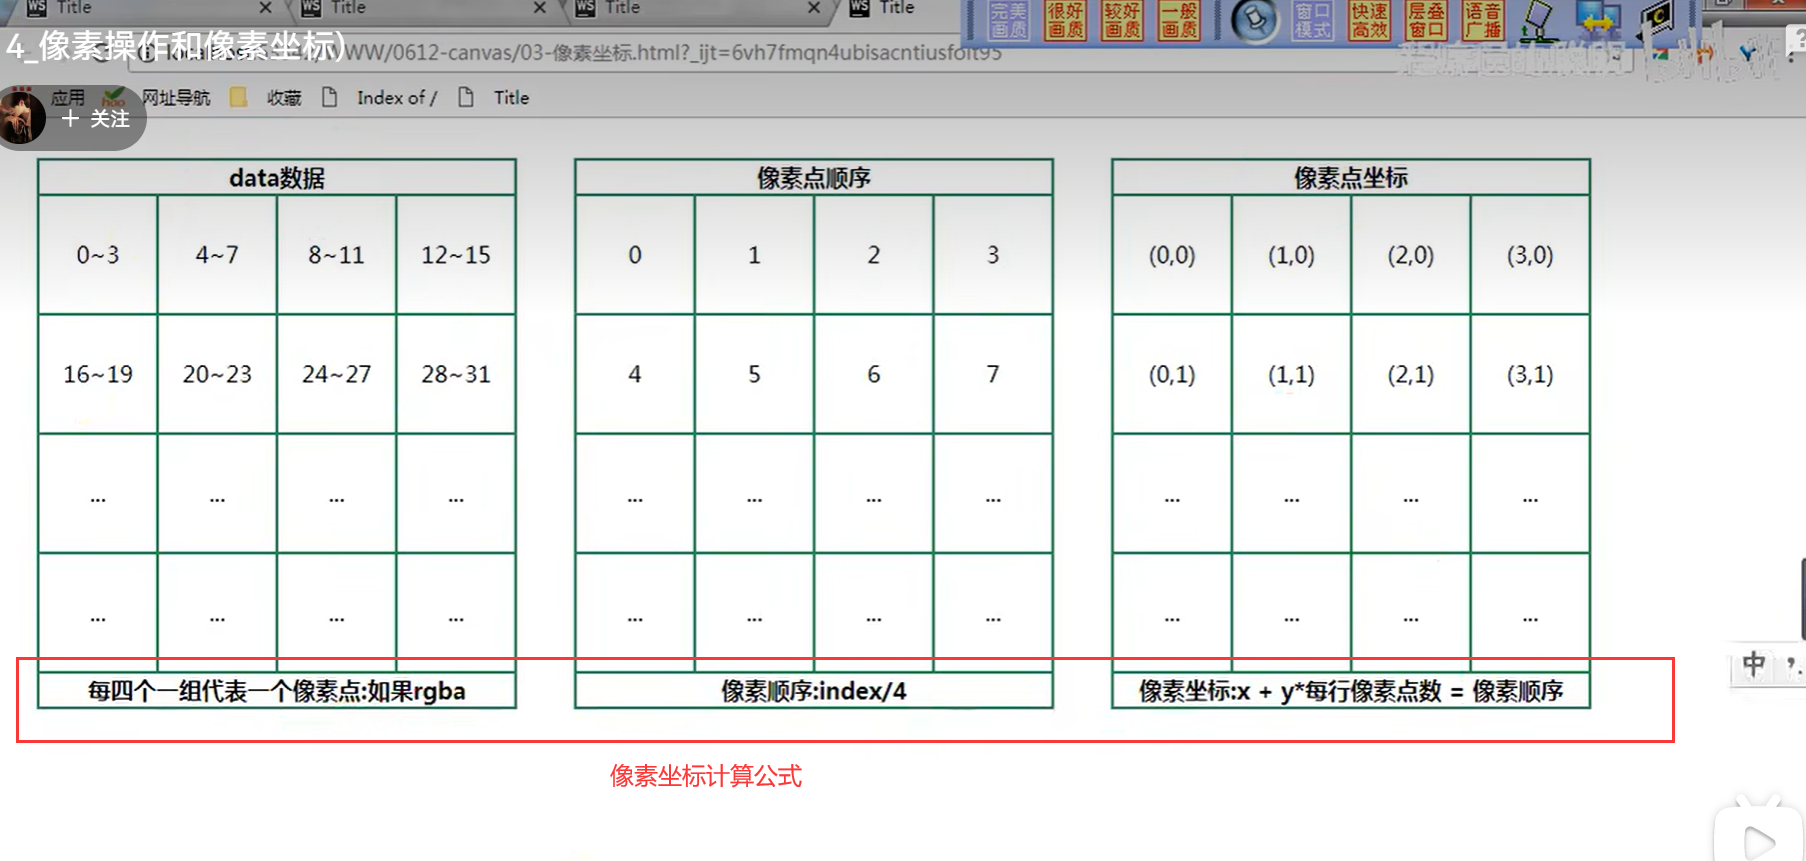 Title
Title
Title
Title
完美画质
很好画质
较好画质
一般画质
窗口模式
快速高效
层叠窗口
语音广播
4_像素操作和像素坐标)
WWW/0612-canvas/03-像素坐标.html?_ijt=6vh7fmqn4ubisacntiusfolt95
应用
hao
网址导航
收藏
Index of /
Title
+ 关注
data数据
0~3 4~7 8~11 12~15
16~19 20~23 24~27 28~31
... ... ... ...
... ... ... ...
每四个一组代表一个像素点:如果rgba
像素点顺序
0 1 2 3
4 5 6 7
... ... ... ...
... ... ... ...
像素顺序:index/4
像素点坐标
(0,0) (1,0) (2,0) (3,0)
(0,1) (1,1) (2,1) (3,1)
... ... ... ...
... ... ... ...
像素坐标:x + y*每行像素点数 = 像素顺序
中
像素坐标计算公式